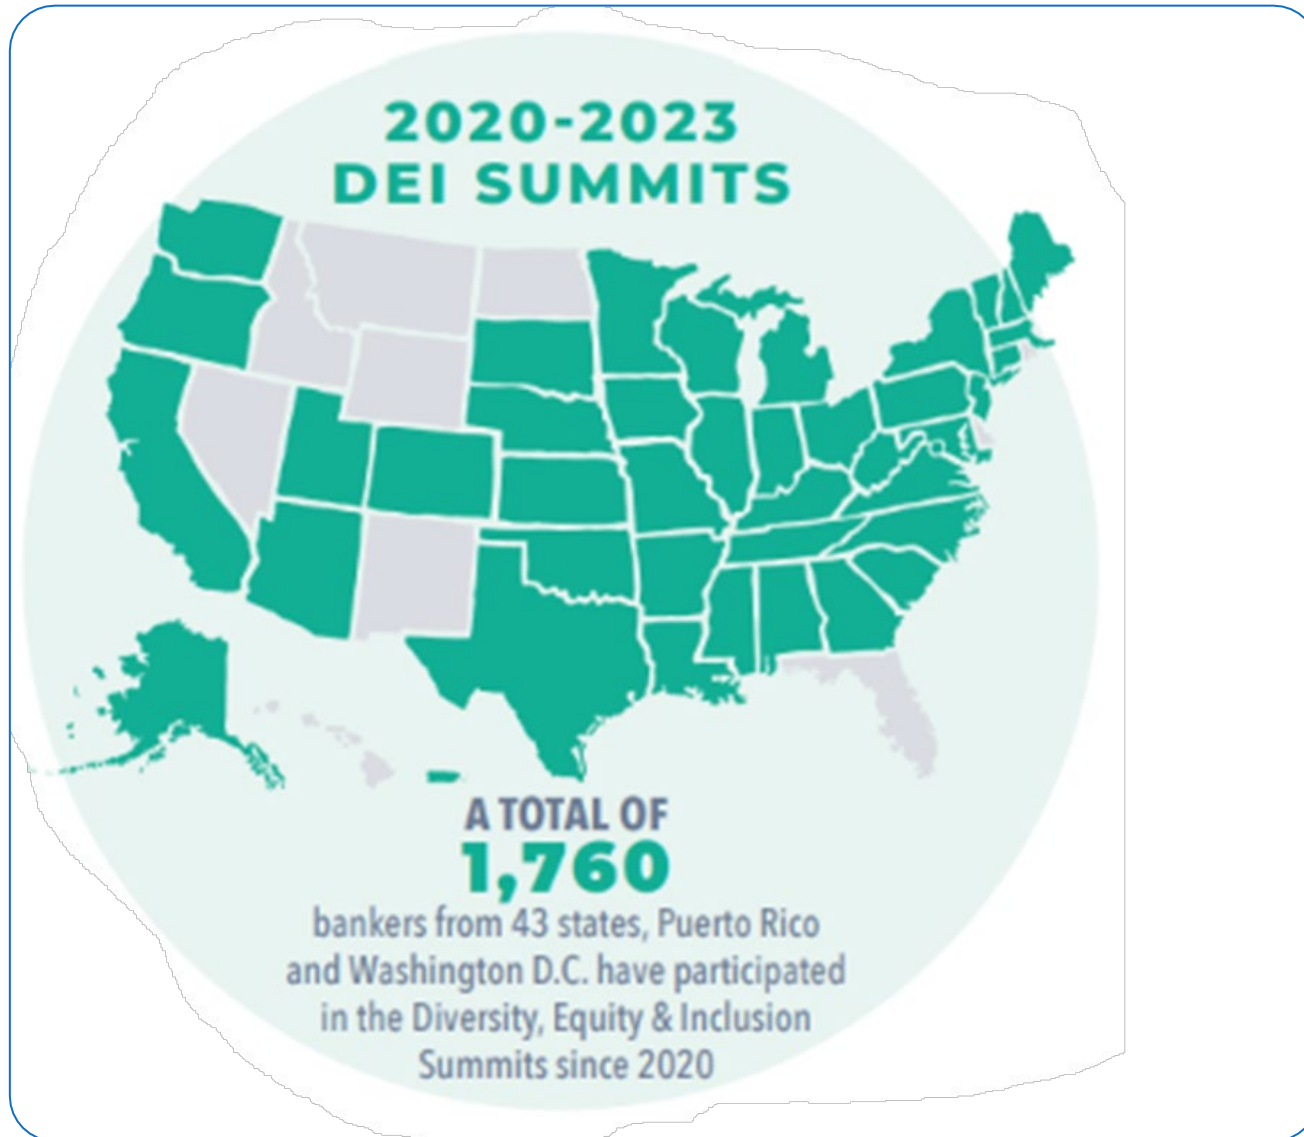 2020-2023
DEI SUMMITS
A TOTAL OF
1,760
bankers from 43 states, Puerto Rico
and Washington D.C. have participated
in the Diversity, Equity & Inclusion
Summits since 2020